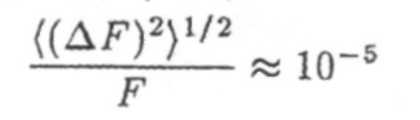 ⟨(ΔF)²⟩^{1/2} / F ≈ 10^{-5}